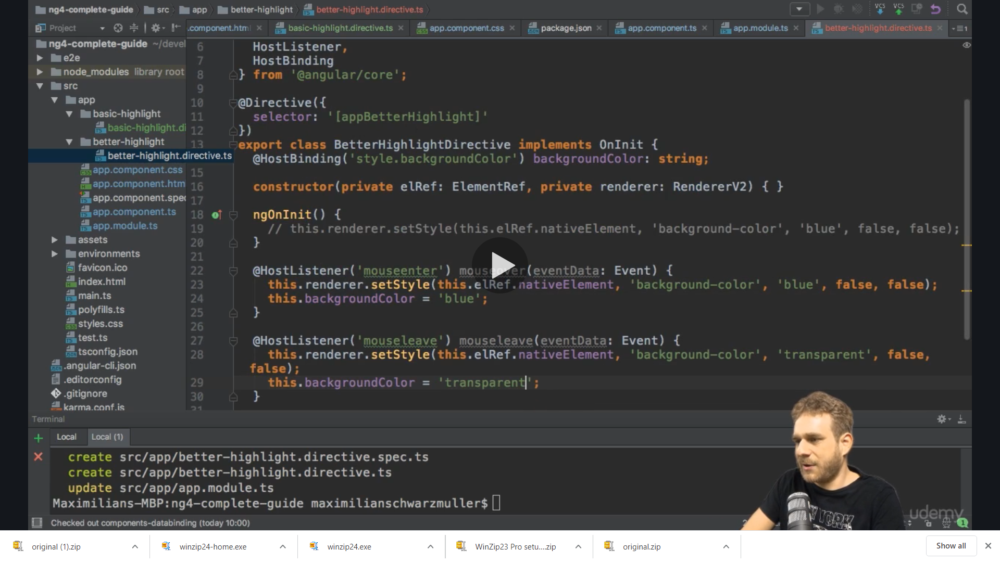 ng4-complete-guide src app better-highlight better-highlight.directive.ts
VCS VCS
Project
.component.html basic-highlight.directive.ts app.component.css package.json app.component.ts app.module.ts better-highlight.directive.ts 1
ng4-complete-guide ~/devel
e2e
node_modules library root
src
app
basic-highlight
basic-highlight.di
better-highlight
better-highlight.directive.ts
app.component.css
app.component.htm
app.component.spec
app.component.ts
app.module.ts
assets
environments
favicon.ico
index.html
main.ts
polyfills.ts
styles.css
test.ts
tsconfig.json
.angular-cli.json
.editorconfig
.gitignore
karma.conf.js
6 HostListener,
7 HostBinding
8 } from '@angular/core';
9
10 @Directive({
11 selector: '[appBetterHighlight]'
12 })
13 export class BetterHighlightDirective implements OnInit {
@HostBinding('style.backgroundColor') backgroundColor: string;
15
16 constructor(private elRef: ElementRef, private renderer: RendererV2) { }
17
18 ngOnInit() {
19 // this.renderer.setStyle(this.elRef.nativeElement, 'background-color', 'blue', false, false);
20 }
21
22 @HostListener('mouseenter') mouseover(eventData: Event) {
23 this.renderer.setStyle(this.elRef.nativeElement, 'background-color', 'blue', false, false);
24 this.backgroundColor = 'blue';
25 }
26
27 @HostListener('mouseleave') mouseleave(eventData: Event) {
28 this.renderer.setStyle(this.elRef.nativeElement, 'background-color', 'transparent', false,
false);
29 this.backgroundColor = 'transparent';
30 }
31
Terminal
Local Local (1)
create src/app/better-highlight.directive.spec.ts
create src/app/better-highlight.directive.ts
update src/app/app.module.ts
Maximilians-MBP:ng4-complete-guide maximilianschwarzmuller$
Checked out components-databinding (today 10:00)
YORK
udemy
1
original (1).zip winzip24-home.exe winzip24.exe WinZip23 Pro setu....zip original.zip Show all